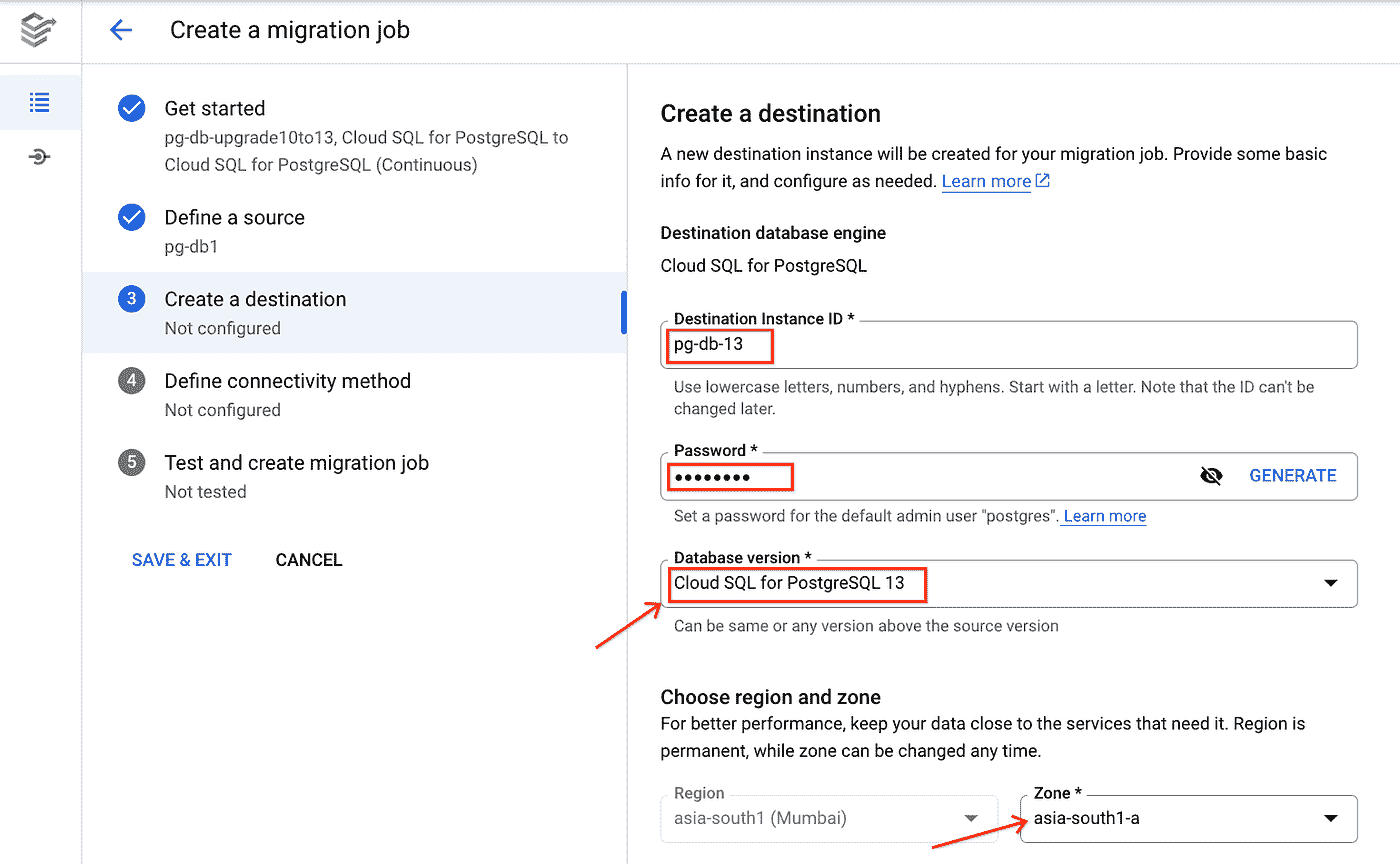 Create a migration job
Get started
pg-db-upgrade10to13, Cloud SQL for PostgreSQL to
Cloud SQL for PostgreSQL (Continuous)
Define a source
pg-db1
3
Create a destination
Not configured
4
Define connectivity method
Not configured
5
Test and create migration job
Not tested
SAVE & EXIT
CANCEL
Create a destination
A new destination instance will be created for your migration job. Provide some basic
info for it, and configure as needed. Learn more
Destination database engine
Cloud SQL for PostgreSQL
Destination Instance ID *
pg-db-13
Use lowercase letters, numbers, and hyphens. Start with a letter. Note that the ID can't be
changed later.
Password *
••••••••
GENERATE
Set a password for the default admin user "postgres". Learn more
Database version *
Cloud SQL for PostgreSQL 13
Can be same or any version above the source version
Choose region and zone
For better performance, keep your data close to the services that need it. Region is
permanent, while zone can be changed any time.
Region
asia-south1 (Mumbai)
Zone *
asia-south1-a